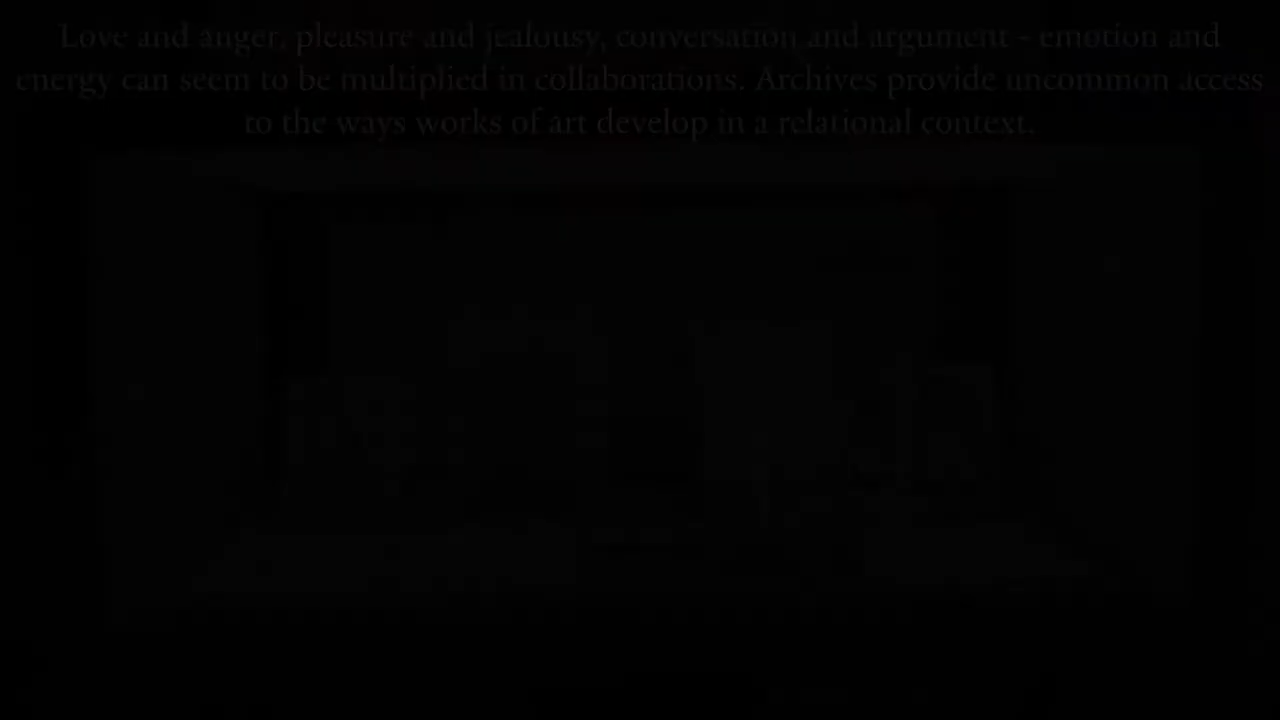 Love and anger, pleasure and jealousy, conversation and argument - emotion and
energy can seem to be multiplied in collaborations. Archives provide uncommon access
to the ways works of art develop in a relational context.